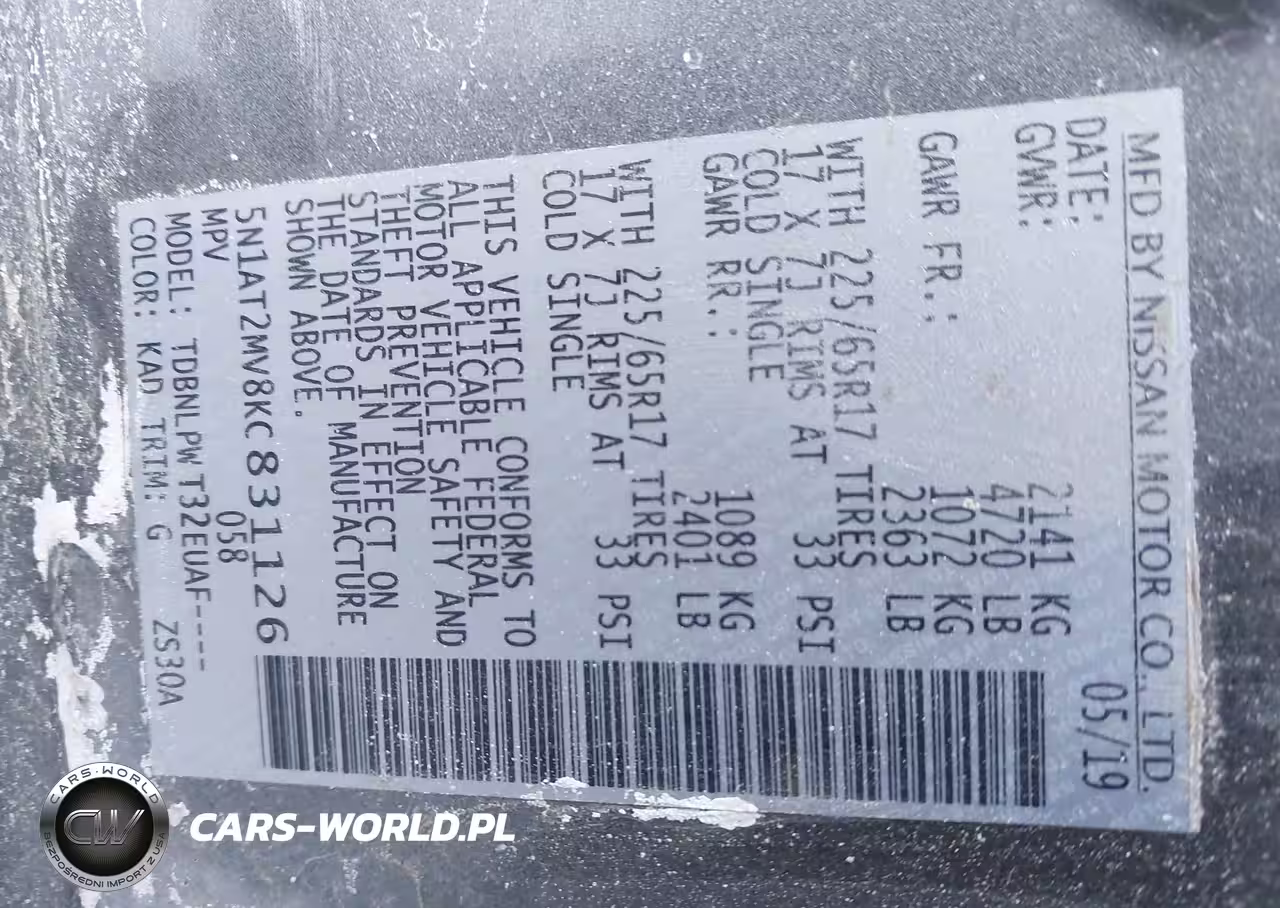 MFD BY NISSAN MOTOR CO., LTD.
DATE: 05/19
GVWR: 2141 KG
4720 LB
GAWR FR.: 1072 KG
2363 LB
WITH 225/65R17 TIRES
17 X 7J RIMS AT 33 PSI
COLD SINGLE
GAWR RR.: 1089 KG
2401 LB
WITH 225/65R17 TIRES
17 X 7J RIMS AT 33 PSI
COLD SINGLE
THIS VEHICLE CONFORMS TO
ALL APPLICABLE FEDERAL
MOTOR VEHICLE SAFETY AND
THEFT PREVENTION
STANDARDS IN EFFECT ON
THE DATE OF MANUFACTURE
SHOWN ABOVE.
5N1AT2MV8KC831126
MPV 058
MODEL: TDBNLPW T32EUAF----
COLOR: KAD TRIM: G ZS30A
CARS-WORLD
CW
BEZPOŚREDNI IMPORT Z USA
CARS-WORLD.PL